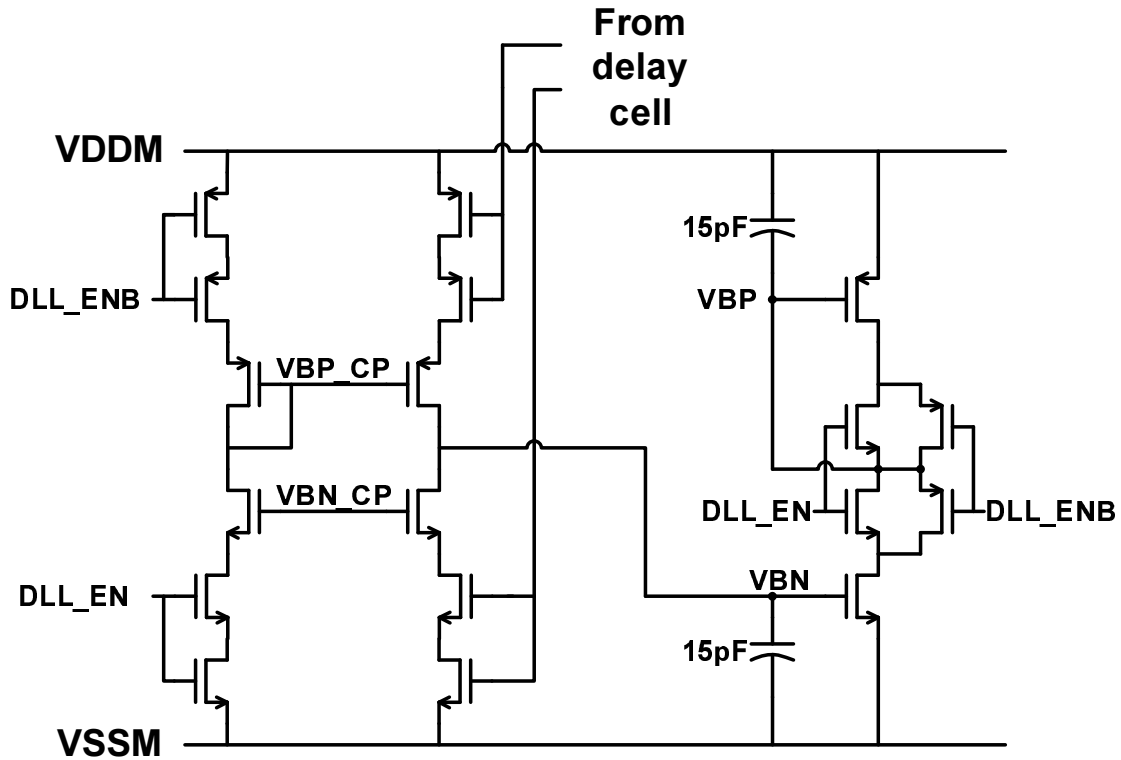 From
delay
cell
VDDM
15pF
DLL_ENB
VBP
VBP_CP
VBN_CP
DLL_EN
DLL_ENB
DLL_EN
VBN
15pF
VSSM